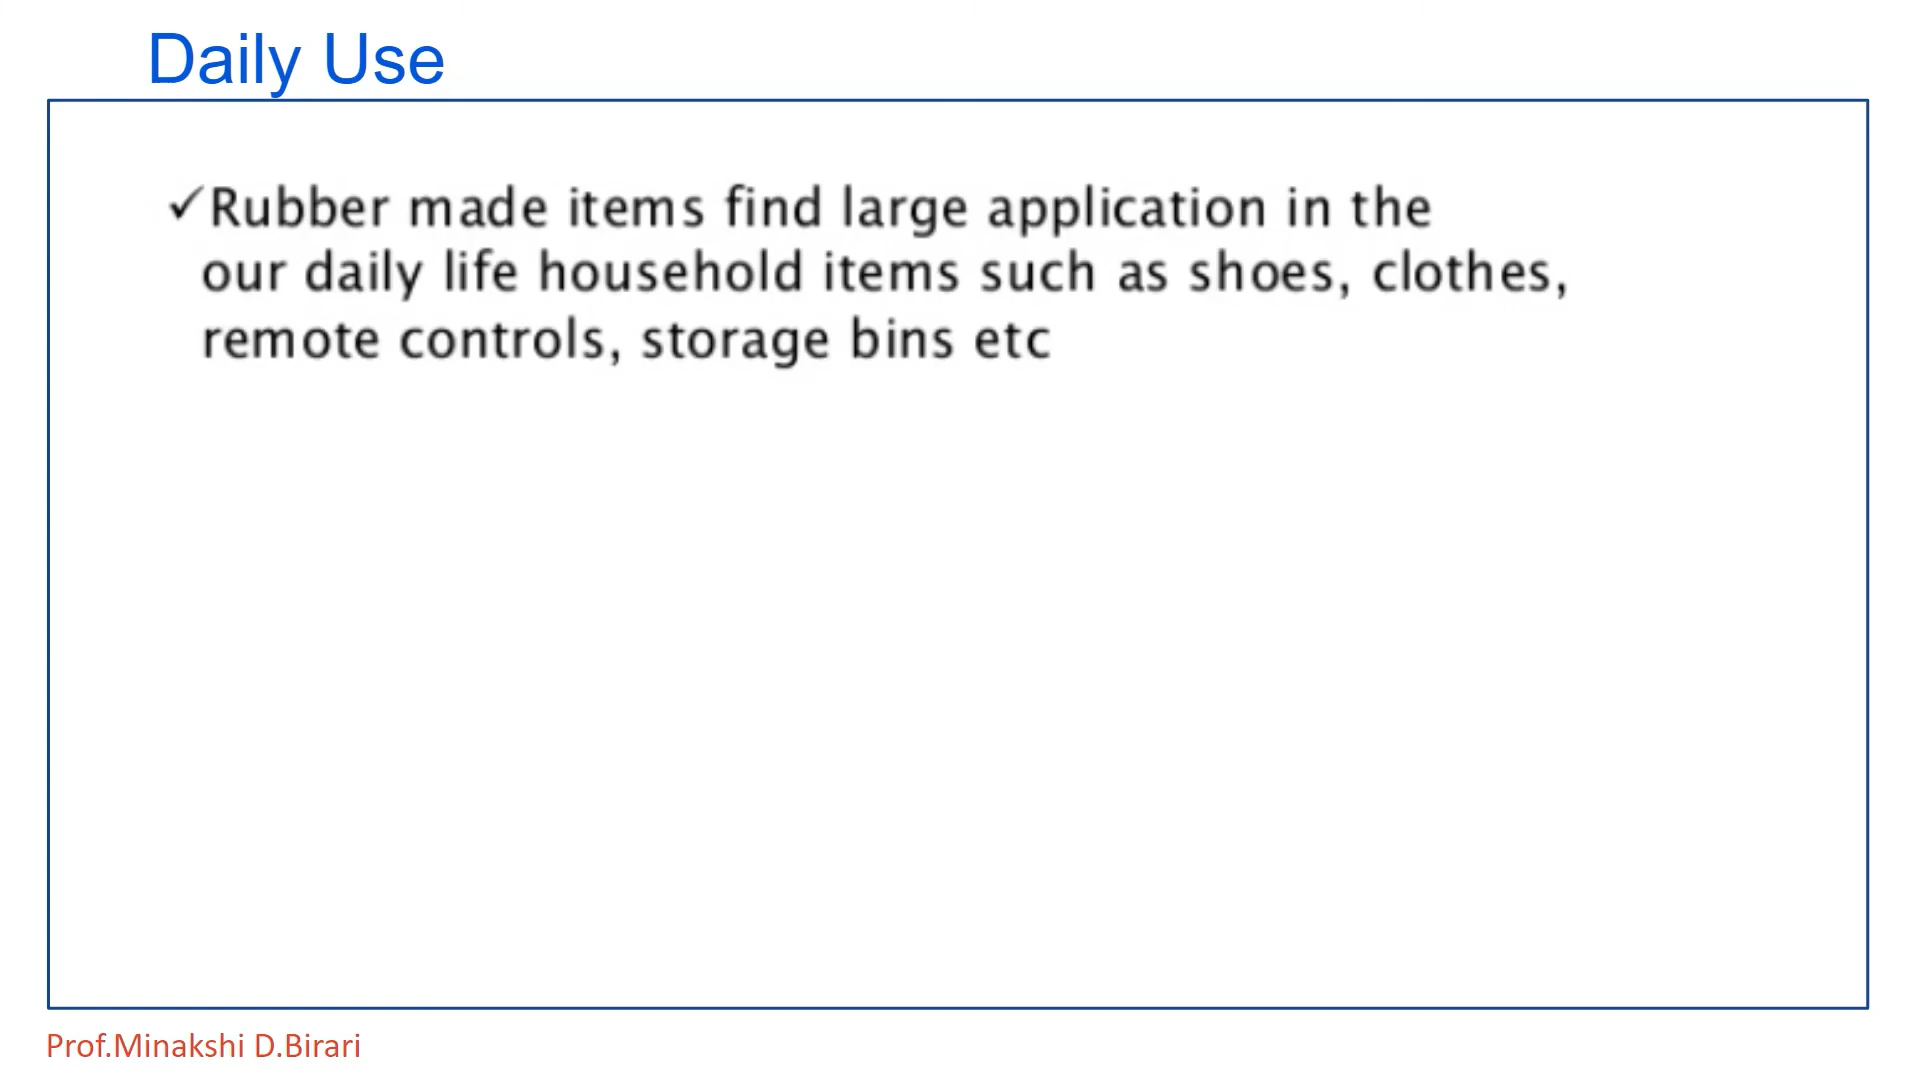 Daily Use
✓Rubber made items find large application in the
our daily life household items such as shoes, clothes,
remote controls, storage bins etc
Prof.Minakshi D.Birari